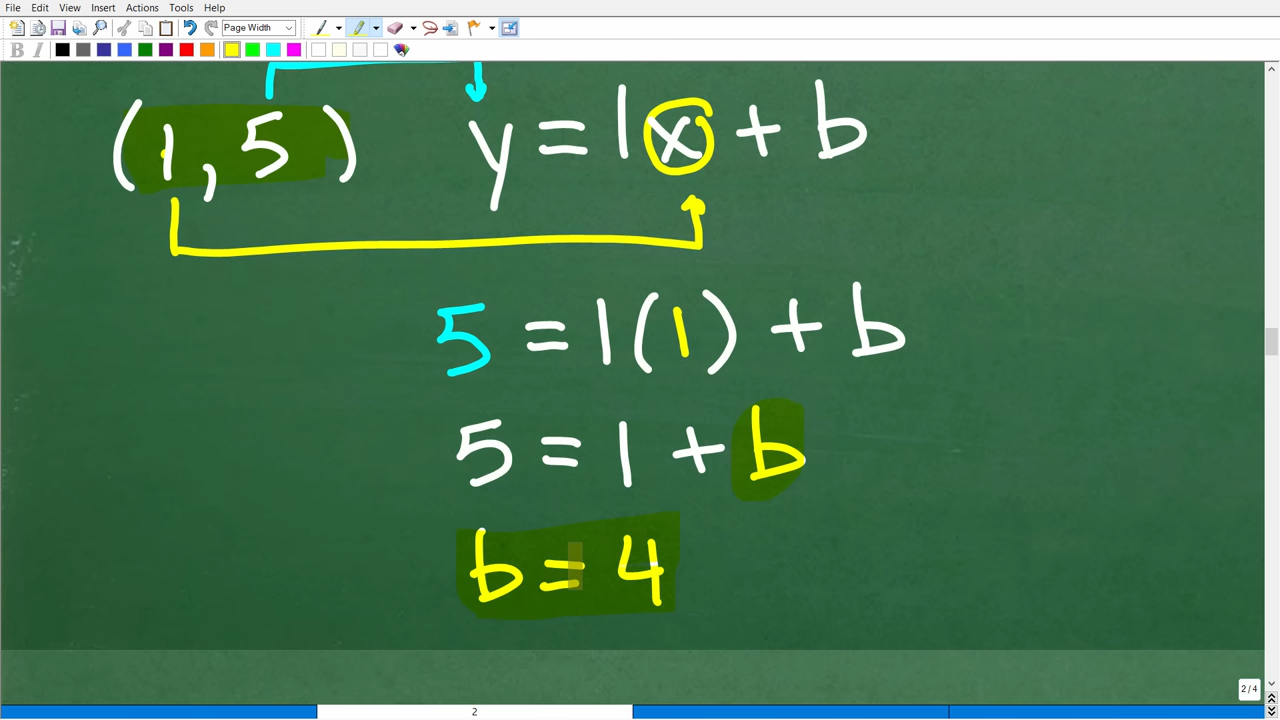 File Edit View Insert Actions Tools Help
Page Width
B I
(1, 5) y = 1x + b
5 = 1(1) + b
5 = 1 + b
b = 4
2 / 4
2